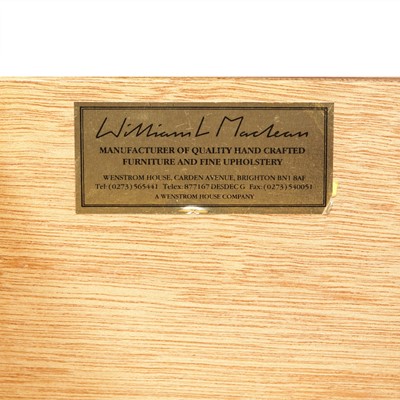 William L Maclean
MANUFACTURER OF QUALITY HAND CRAFTED
FURNITURE AND FINE UPHOLSTERY
WENSTROM HOUSE, CARDEN AVENUE, BRIGHTON BN1 8AF
Tel: (0273) 565441 Telex: 877167 DESDEC G Fax: (0273) 540051
A WENSTROM HOUSE COMPANY